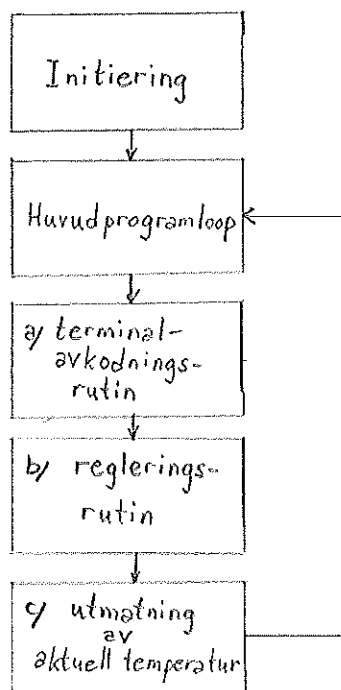 Initiering
Huvudprogramloop
a) terminal-
avkodnings-
rutin
b) reglerings-
rutin
c) utmatning
av
aktuell temperatur